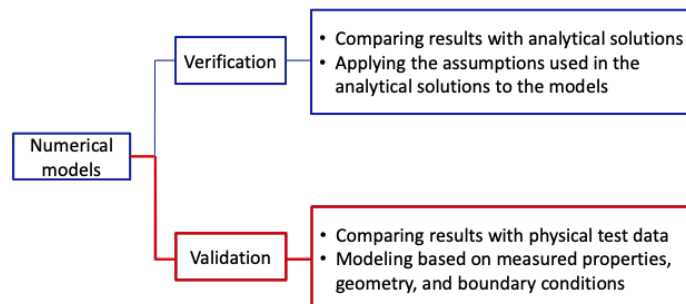 Verification
• Comparing results with analytical solutions
• Applying the assumptions used in the
analytical solutions to the models
Numerical
models
Validation
• Comparing results with physical test data
• Modeling based on measured properties,
geometry, and boundary conditions